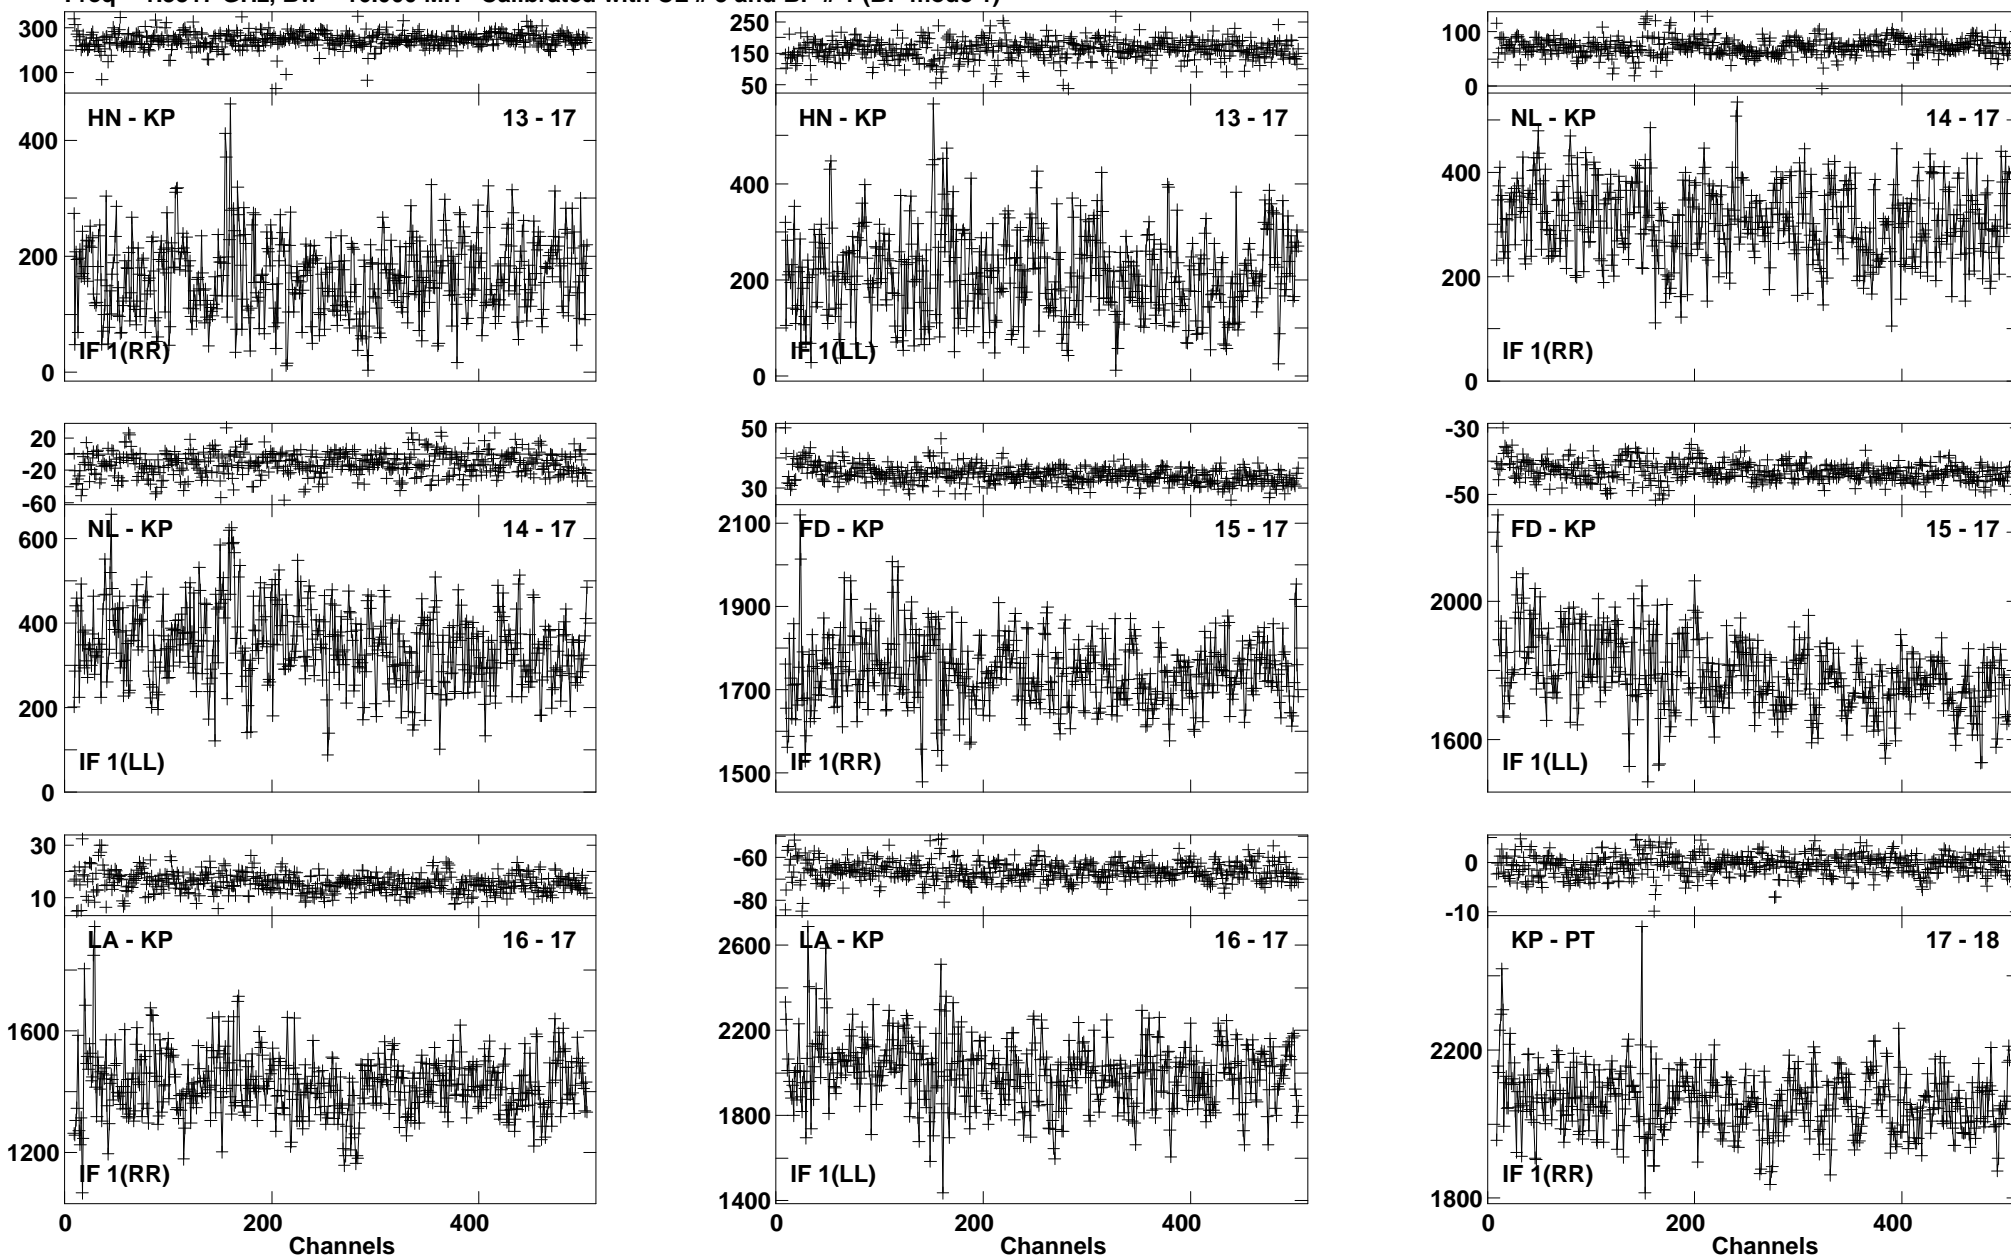 300
100
HN - KP 13 - 17
400
200
0
IF 1(RR)
250
150
50
HN - KP 13 - 17
400
200
0
IF 1(LL)
100
0
NL - KP 14 - 17
400
200
0
IF 1(RR)
20
-20
-60
NL - KP 14 - 17
600
400
200
0
IF 1(LL)
50
30
FD - KP 15 - 17
2100
1900
1700
1500
IF 1(RR)
-30
-50
FD - KP 15 - 17
2000
1600
IF 1(LL)
30
10
LA - KP 16 - 17
1600
1200
IF 1(RR)
0 200 400
Channels
-60
-80
LA - KP 16 - 17
2600
2200
1800
1400
IF 1(LL)
0 200 400
Channels
0
-10
KP - PT 17 - 18
2200
1800
IF 1(RR)
0 200 400
Channels